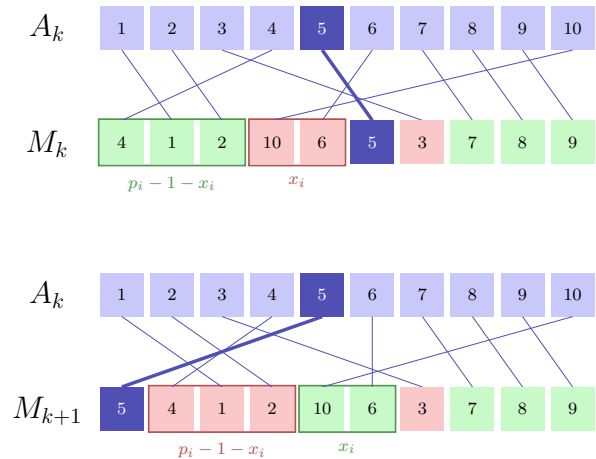 A_k 1 2 3 4 5 6 7 8 9 10
M_k 4 1 2 10 6 5 3 7 8 9
p_i − 1 − x_i x_i
A_k 1 2 3 4 5 6 7 8 9 10
M_{k+1} 5 4 1 2 10 6 3 7 8 9
p_i − 1 − x_i x_i